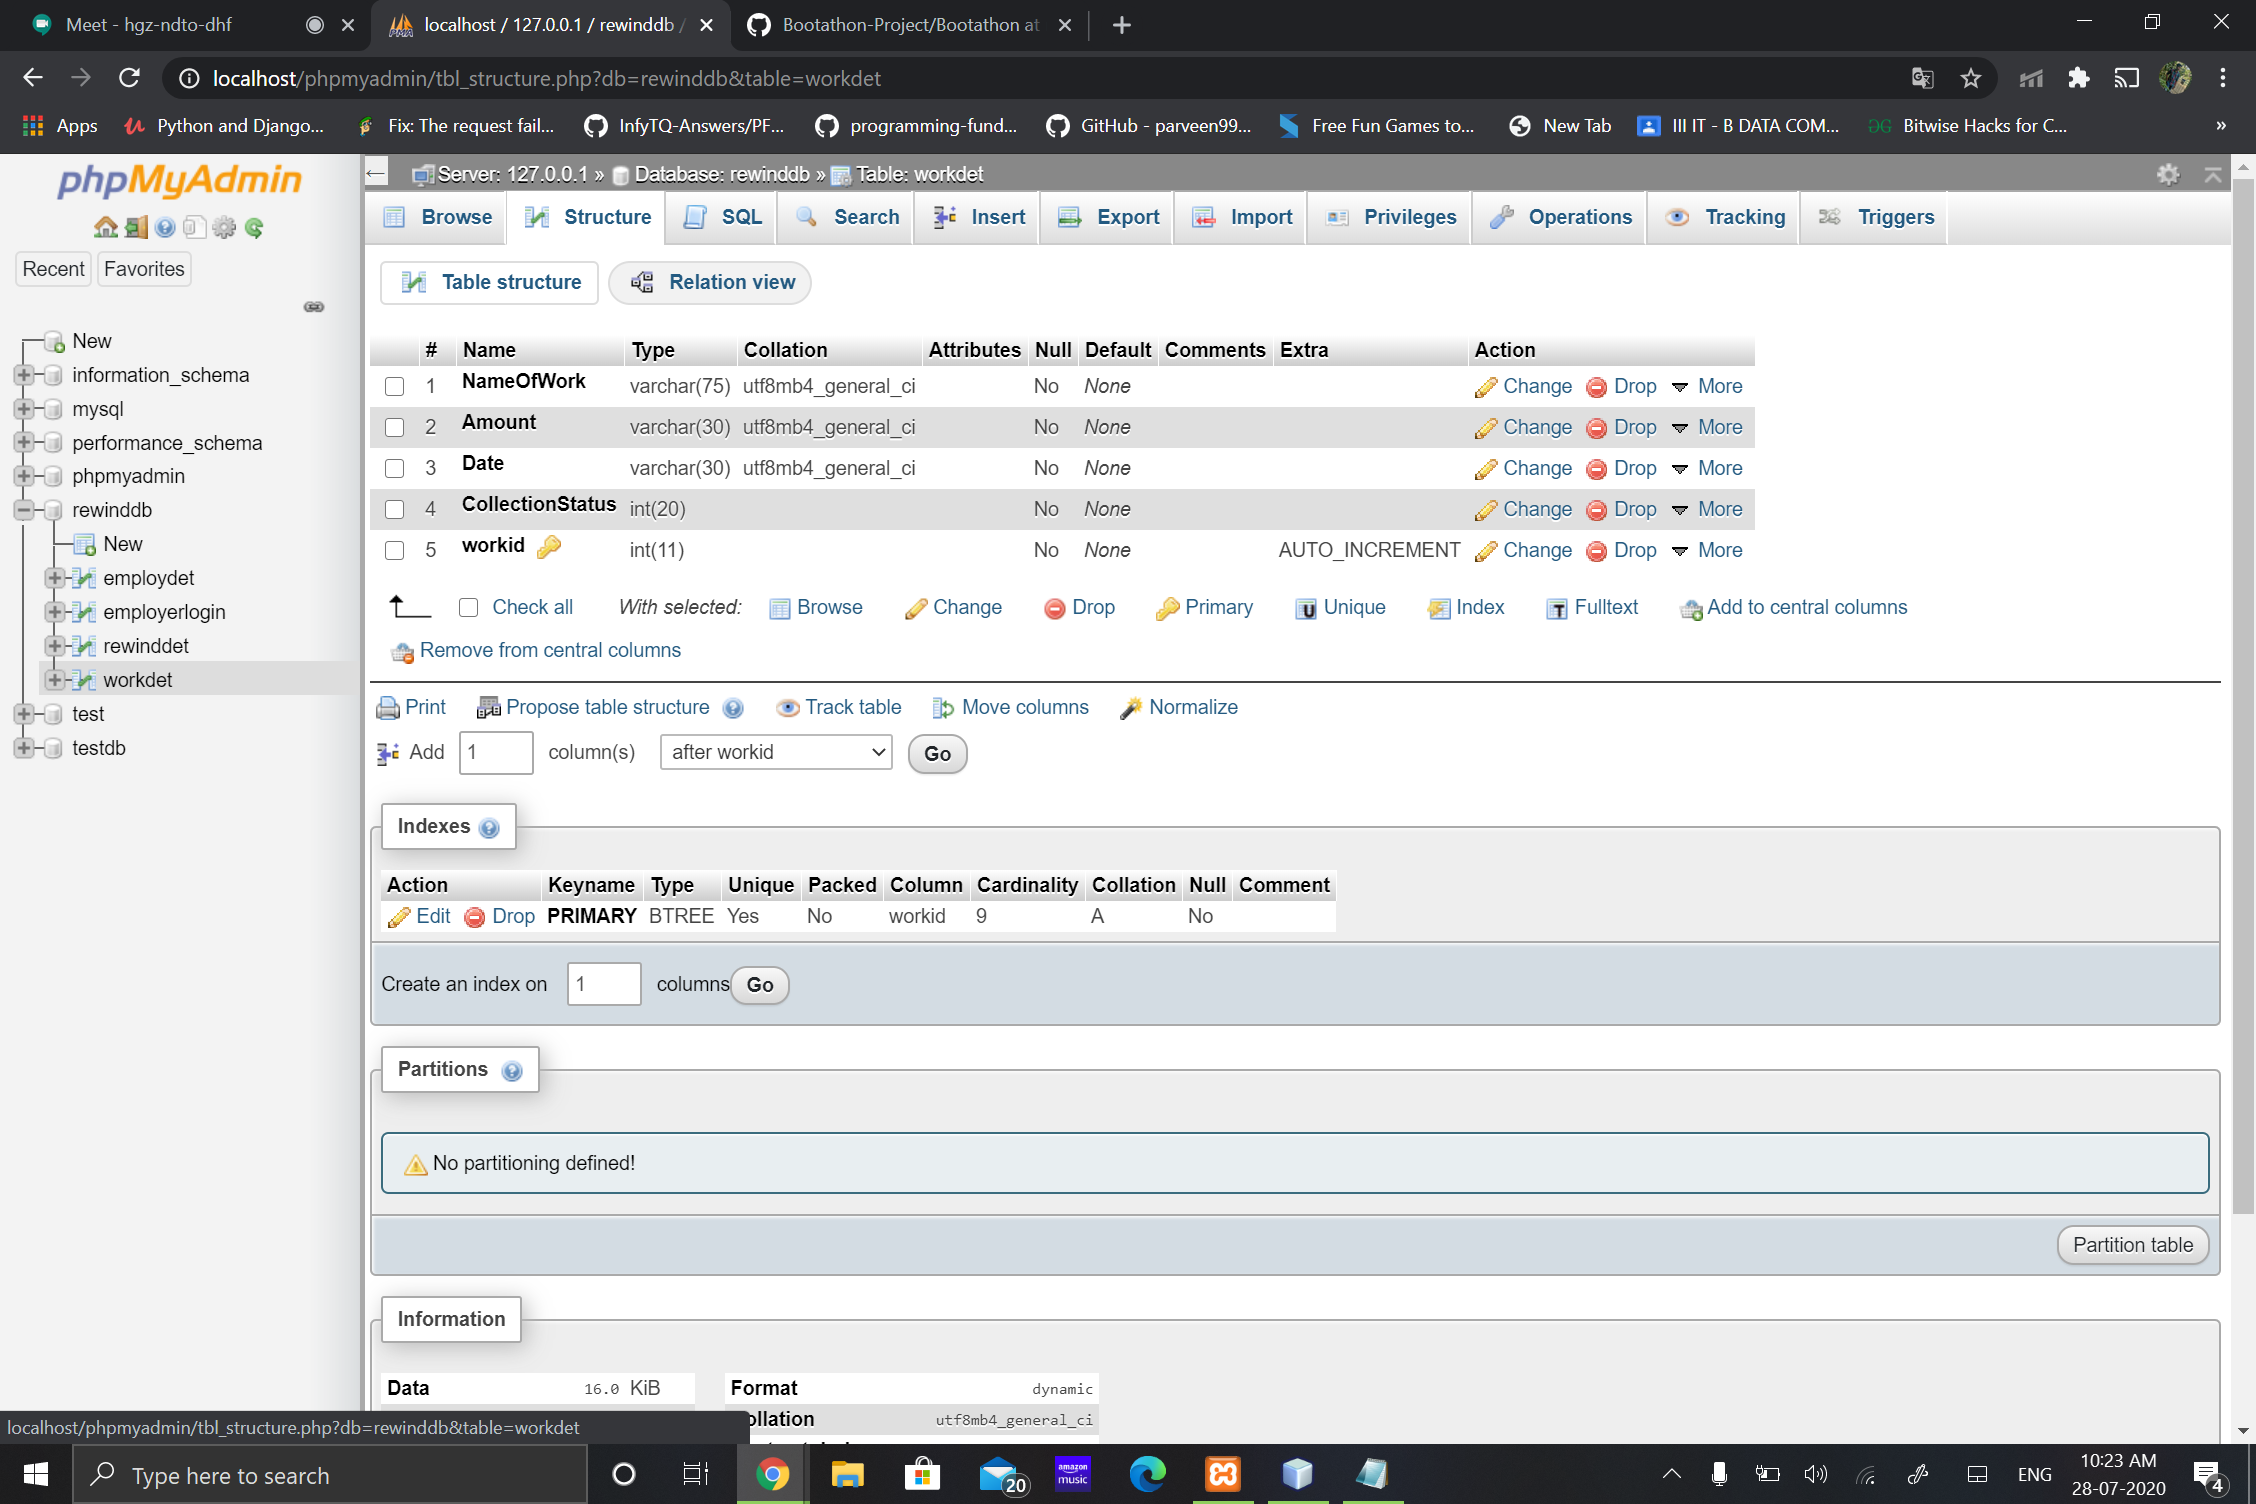 Meet - hgz-ndto-dhf
localhost / 127.0.0.1 / rewinddb /
Bootathon-Project/Bootathon at
localhost/phpmyadmin/tbl_structure.php?db=rewinddb&table=workdet
Apps
Python and Django...
Fix: The request fail...
InfyTQ-Answers/PF...
programming-fund...
GitHub - parveen99...
Free Fun Games to...
New Tab
III IT - B DATA COM...
Bitwise Hacks for C...
»
phpMyAdmin
Recent Favorites
New
information_schema
mysql
performance_schema
phpmyadmin
rewinddb
New
employdet
employerlogin
rewinddet
workdet
test
testdb
Server: 127.0.0.1 » Database: rewinddb » Table: workdet
Browse Structure SQL Search Insert Export Import Privileges Operations Tracking Triggers
Table structure Relation view
# Name Type Collation Attributes Null Default Comments Extra Action
1 NameOfWork varchar(75) utf8mb4_general_ci No None Change Drop More
2 Amount varchar(30) utf8mb4_general_ci No None Change Drop More
3 Date varchar(30) utf8mb4_general_ci No None Change Drop More
4 CollectionStatus int(20) No None Change Drop More
5 workid int(11) No None AUTO_INCREMENT Change Drop More
Check all With selected: Browse Change Drop Primary Unique Index Fulltext Add to central columns
Remove from central columns
Print Propose table structure Track table Move columns Normalize
Add 1 column(s) after workid Go
Indexes
Action Keyname Type Unique Packed Column Cardinality Collation Null Comment
Edit Drop PRIMARY BTREE Yes No workid 9 A No
Create an index on 1 columns Go
Partitions
No partitioning defined!
Partition table
Information
Data 16.0 KiB Format dynamic
ollation utf8mb4_general_ci
localhost/phpmyadmin/tbl_structure.php?db=rewinddb&table=workdet
Type here to search
20
amazon music
ENG
10:23 AM
28-07-2020
4